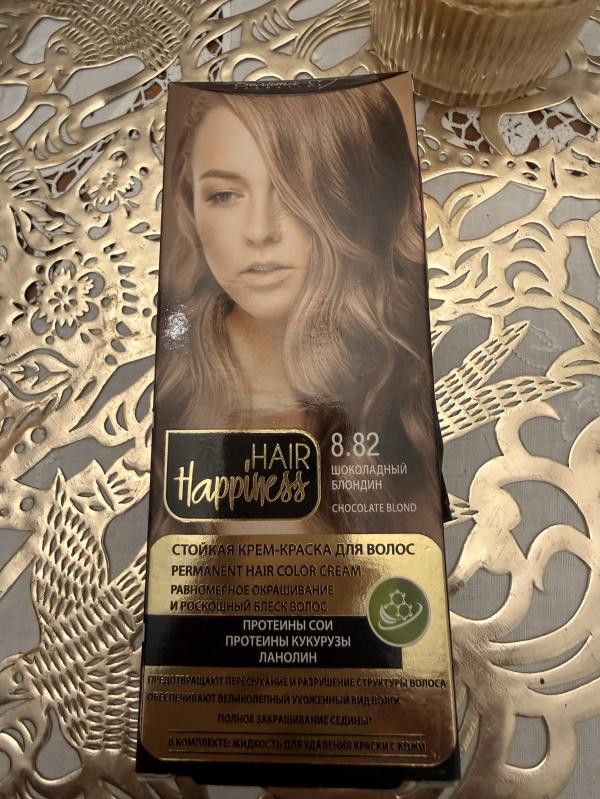 HAIR
Happiness
8.82
ШОКОЛАДНЫЙ
БЛОНДИН
CHOCOLATE BLOND
СТОЙКАЯ КРЕМ-КРАСКА ДЛЯ ВОЛОС
PERMANENT HAIR COLOR CREAM
РАВНОМЕРНОЕ ОКРАШИВАНИЕ
И РОСКОШНЫЙ БЛЕСК ВОЛОС
ПРОТЕИНЫ СОИ
ПРОТЕИНЫ КУКУРУЗЫ
ЛАНОЛИН
ПРЕДОТВРАЩАЮТ ПЕРЕСЫХАНИЕ И РАЗРУШЕНИЕ СТРУКТУРЫ ВОЛОСА
ОБЕСПЕЧИВАЮТ ВЕЛИКОЛЕПНЫЙ УХОЖЕННЫЙ ВИД ВОЛОС
ПОЛНОЕ ЗАКРАШИВАНИЕ СЕДИНЫ*
В КОМПЛЕКТЕ: ЖИДКОСТЬ ДЛЯ УДАЛЕНИЯ КРАСКИ С КОЖИ